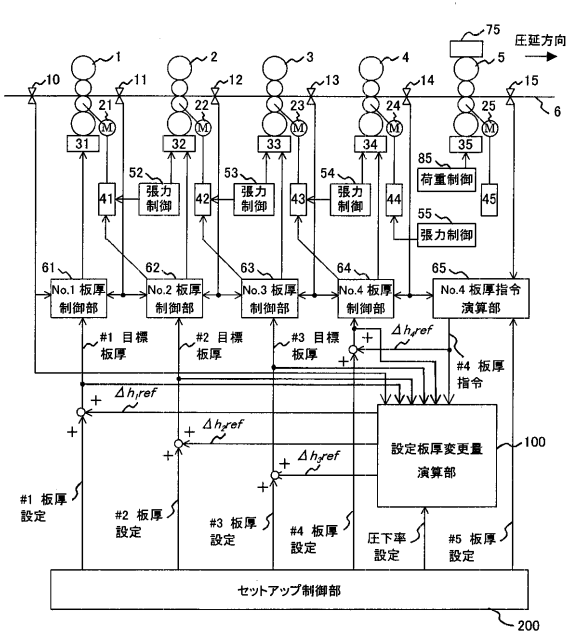 75
圧延方向
1
2
3
4
5
10
11
12
13
14
15
6
21
22
23
24
25
M
M
M
M
M
31
32
33
34
35
52
53
54
85
荷重制御
41
張力
制御
42
張力
制御
43
張力
制御
44
45
55
張力制御
61
62
63
64
65
No.1 板厚
制御部
No.2 板厚
制御部
No.3 板厚
制御部
No.4 板厚
制御部
No.4 板厚指令
演算部
#1 目標
板厚
#2 目標
板厚
#3 目標
板厚
Δh4ref
#4 板厚
指令
+
+
+
+
Δh1ref
+
+
Δh2ref
+
+
Δh3ref
設定板厚変更量
演算部
100
#1 板厚
設定
#2 板厚
設定
#3 板厚
設定
#4 板厚
設定
圧下率
設定
#5 板厚
設定
セットアップ制御部
200